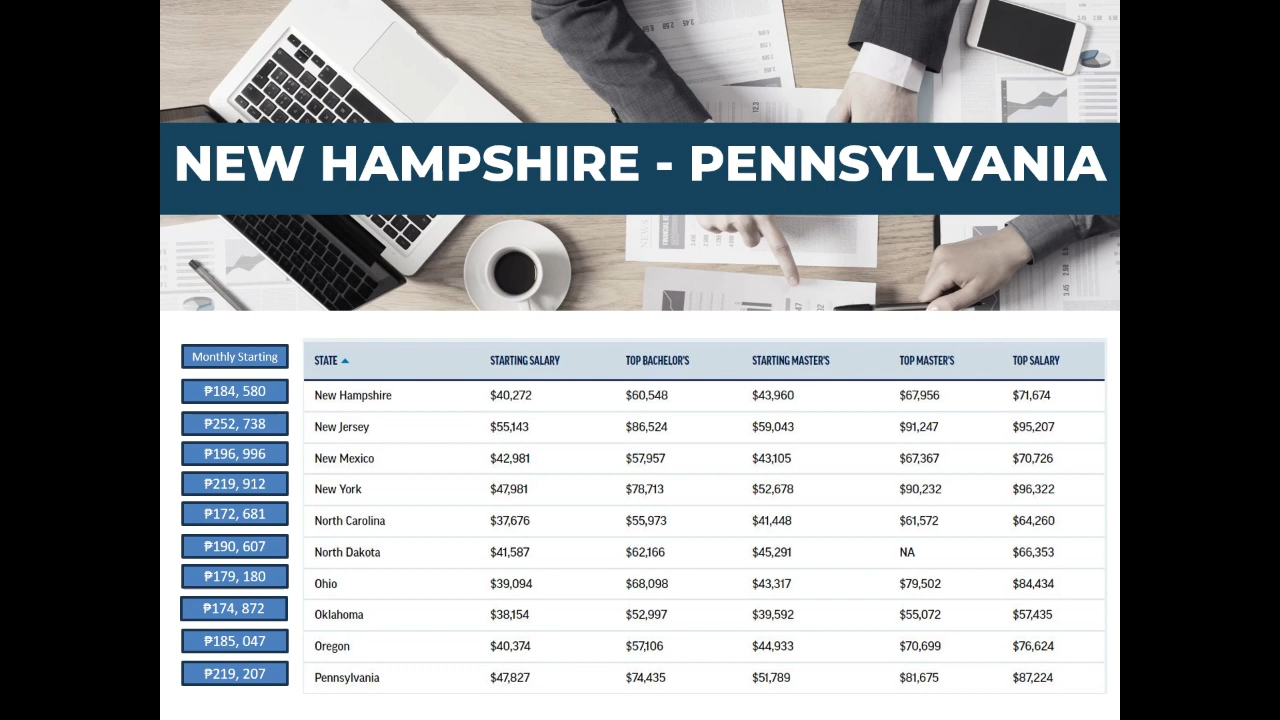 NEW HAMPSHIRE - PENNSYLVANIA
Monthly Starting STATE STARTING SALARY TOP BACHELOR'S STARTING MASTER'S TOP MASTER'S TOP SALARY
₱184, 580 New Hampshire $40,272 $60,548 $43,960 $67,956 $71,674
₱252, 738 New Jersey $55,143 $86,524 $59,043 $91,247 $95,207
₱196, 996 New Mexico $42,981 $57,957 $43,105 $67,367 $70,726
₱219, 912 New York $47,981 $78,713 $52,678 $90,232 $96,322
₱172, 681 North Carolina $37,676 $55,973 $41,448 $61,572 $64,260
₱190, 607 North Dakota $41,587 $62,166 $45,291 NA $66,353
₱179, 180 Ohio $39,094 $68,098 $43,317 $79,502 $84,434
₱174, 872 Oklahoma $38,154 $52,997 $39,592 $55,072 $57,435
₱185, 047 Oregon $40,374 $57,106 $44,933 $70,699 $76,624
₱219, 207 Pennsylvania $47,827 $74,435 $51,789 $81,675 $87,224